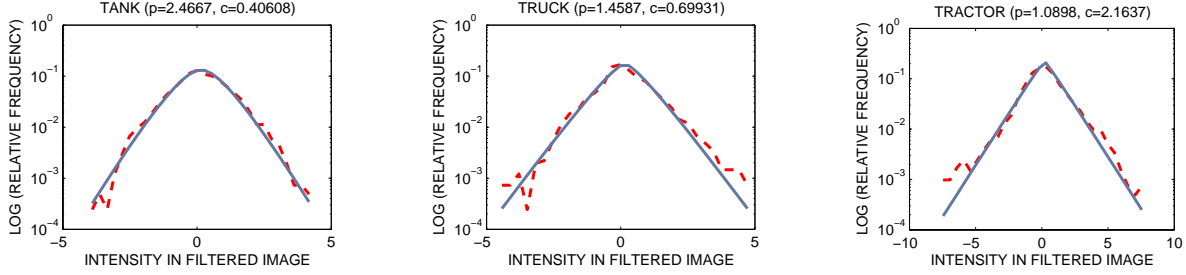 TANK (p=2.4667, c=0.40608)
LOG (RELATIVE FREQUENCY)
10^0
10^−1
10^−2
10^−3
10^−4
−5 0 5
INTENSITY IN FILTERED IMAGE
TRUCK (p=1.4587, c=0.69931)
LOG (RELATIVE FREQUENCY)
10^0
10^−1
10^−2
10^−3
10^−4
−5 0 5
INTENSITY IN FILTERED IMAGE
TRACTOR (p=1.0898, c=2.1637)
LOG (RELATIVE FREQUENCY)
10^0
10^−1
10^−2
10^−3
10^−4
−10 −5 0 5 10
INTENSITY IN FILTERED IMAGE